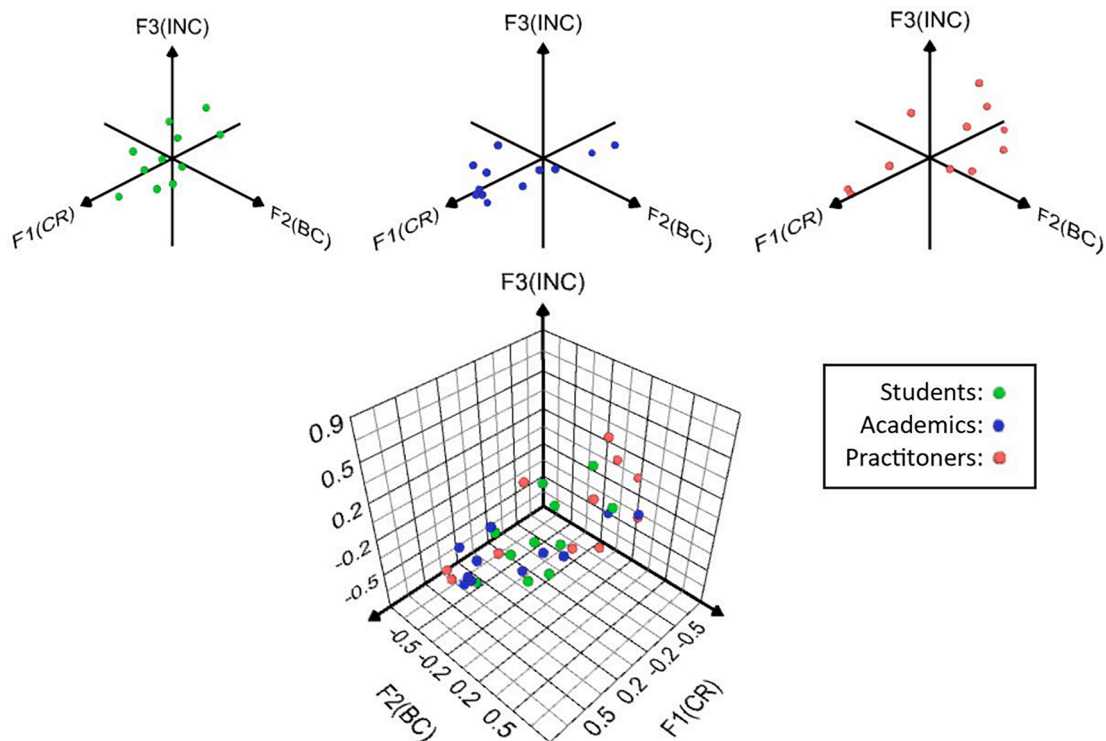 F3(INC)
F1(CR)
F2(BC)
F3(INC)
F1(CR)
F2(BC)
F3(INC)
F1(CR)
F2(BC)
F3(INC)
0.9
0.5
0.2
-0.2
-0.5
-0.5
-0.2
0.2
0.5
F2(BC)
0.5
0.2
-0.2
-0.5
F1(CR)
Students:
Academics:
Practitoners: